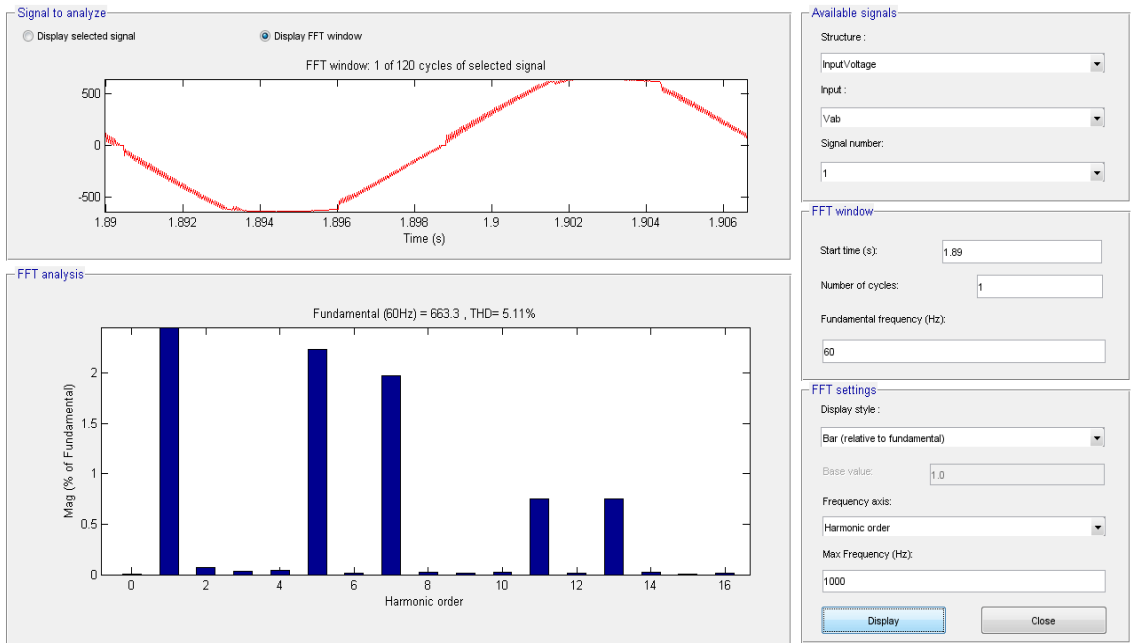 Signal to analyze
Display selected signal
Display FFT window
FFT window: 1 of 120 cycles of selected signal
500
0
-500
1.89 1.892 1.894 1.896 1.898 1.9 1.902 1.904 1.906
Time (s)
FFT analysis
Fundamental (60Hz) = 663.3 , THD= 5.11%
Mag (% of Fundamental)
2
1.5
1
0.5
0
0 2 4 6 8 10 12 14 16
Harmonic order
Available signals
Structure :
InputVoltage
Input :
Vab
Signal number:
1
FFT window
Start time (s):
1.89
Number of cycles:
1
Fundamental frequency (Hz):
60
FFT settings
Display style :
Bar (relative to fundamental)
Base value:
1.0
Frequency axis:
Harmonic order
Max Frequency (Hz):
1000
Display
Close